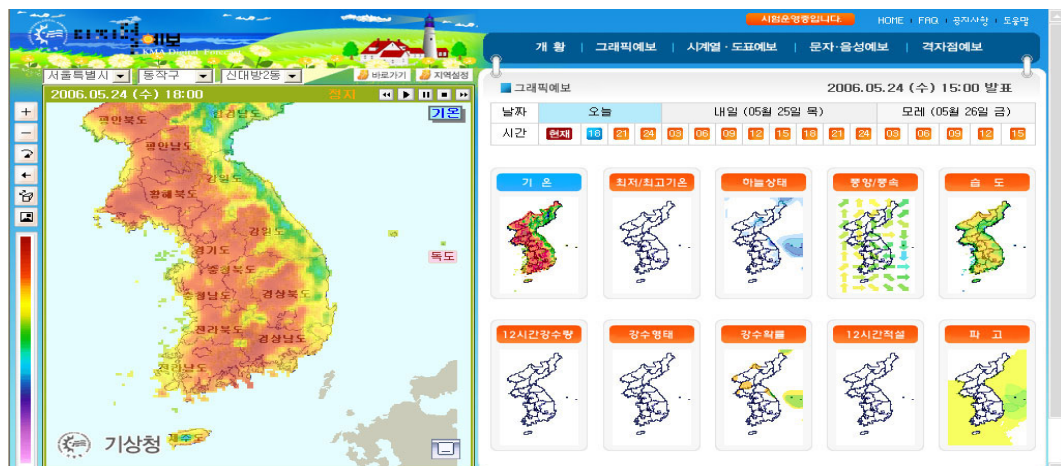 디지털 예보
KMA Digital Forecast
시험운영중입니다.
HOME FAQ 공지사항 도움말
개 황 | 그래픽예보 | 시계열·도표예보 | 문자·음성예보 | 격자점예보
서울특별시 동작구 신대방2동 바로가기 지역설정
2006.05.24 (수) 18:00 정지
기온
평안북도
함경남도
평안남도
강원도
황해북도
강원도
경기도
충청북도
충청남도
경상북도
전라북도
경상남도
전라남도
제주도
독도
기상청
그래픽예보 2006.05.24 (수) 15:00 발표
날짜 오늘 내일 (05월 25일 목) 모레 (05월 26일 금)
시간 현재 18 21 24 03 06 09 12 15 18 21 24 03 06 09 12 15
기 온 최저/최고기온 하늘상태 풍향/풍속 습 도
12시간강수량 강수형태 강수확률 12시간적설 파 고